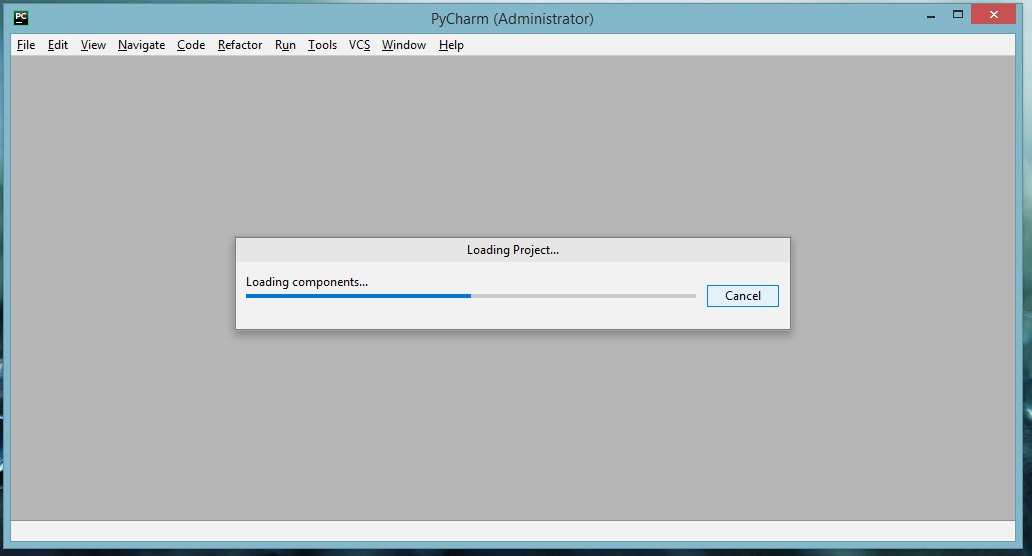 PC
PyCharm (Administrator)
File Edit View Navigate Code Refactor Run Tools VCS Window Help
Loading Project...
Loading components...
Cancel